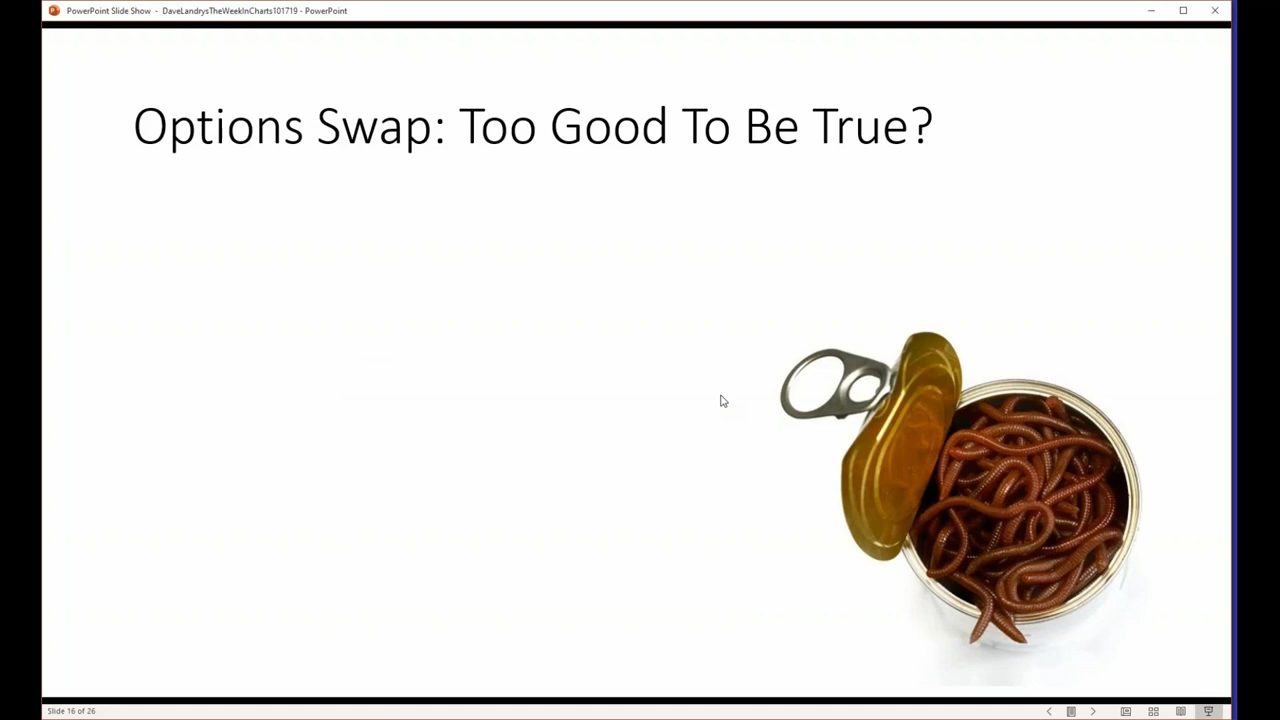 PowerPoint Slide Show - DaveLandrysTheWeekInCharts101719 - PowerPoint
Options Swap: Too Good To Be True?
Slide 16 of 26